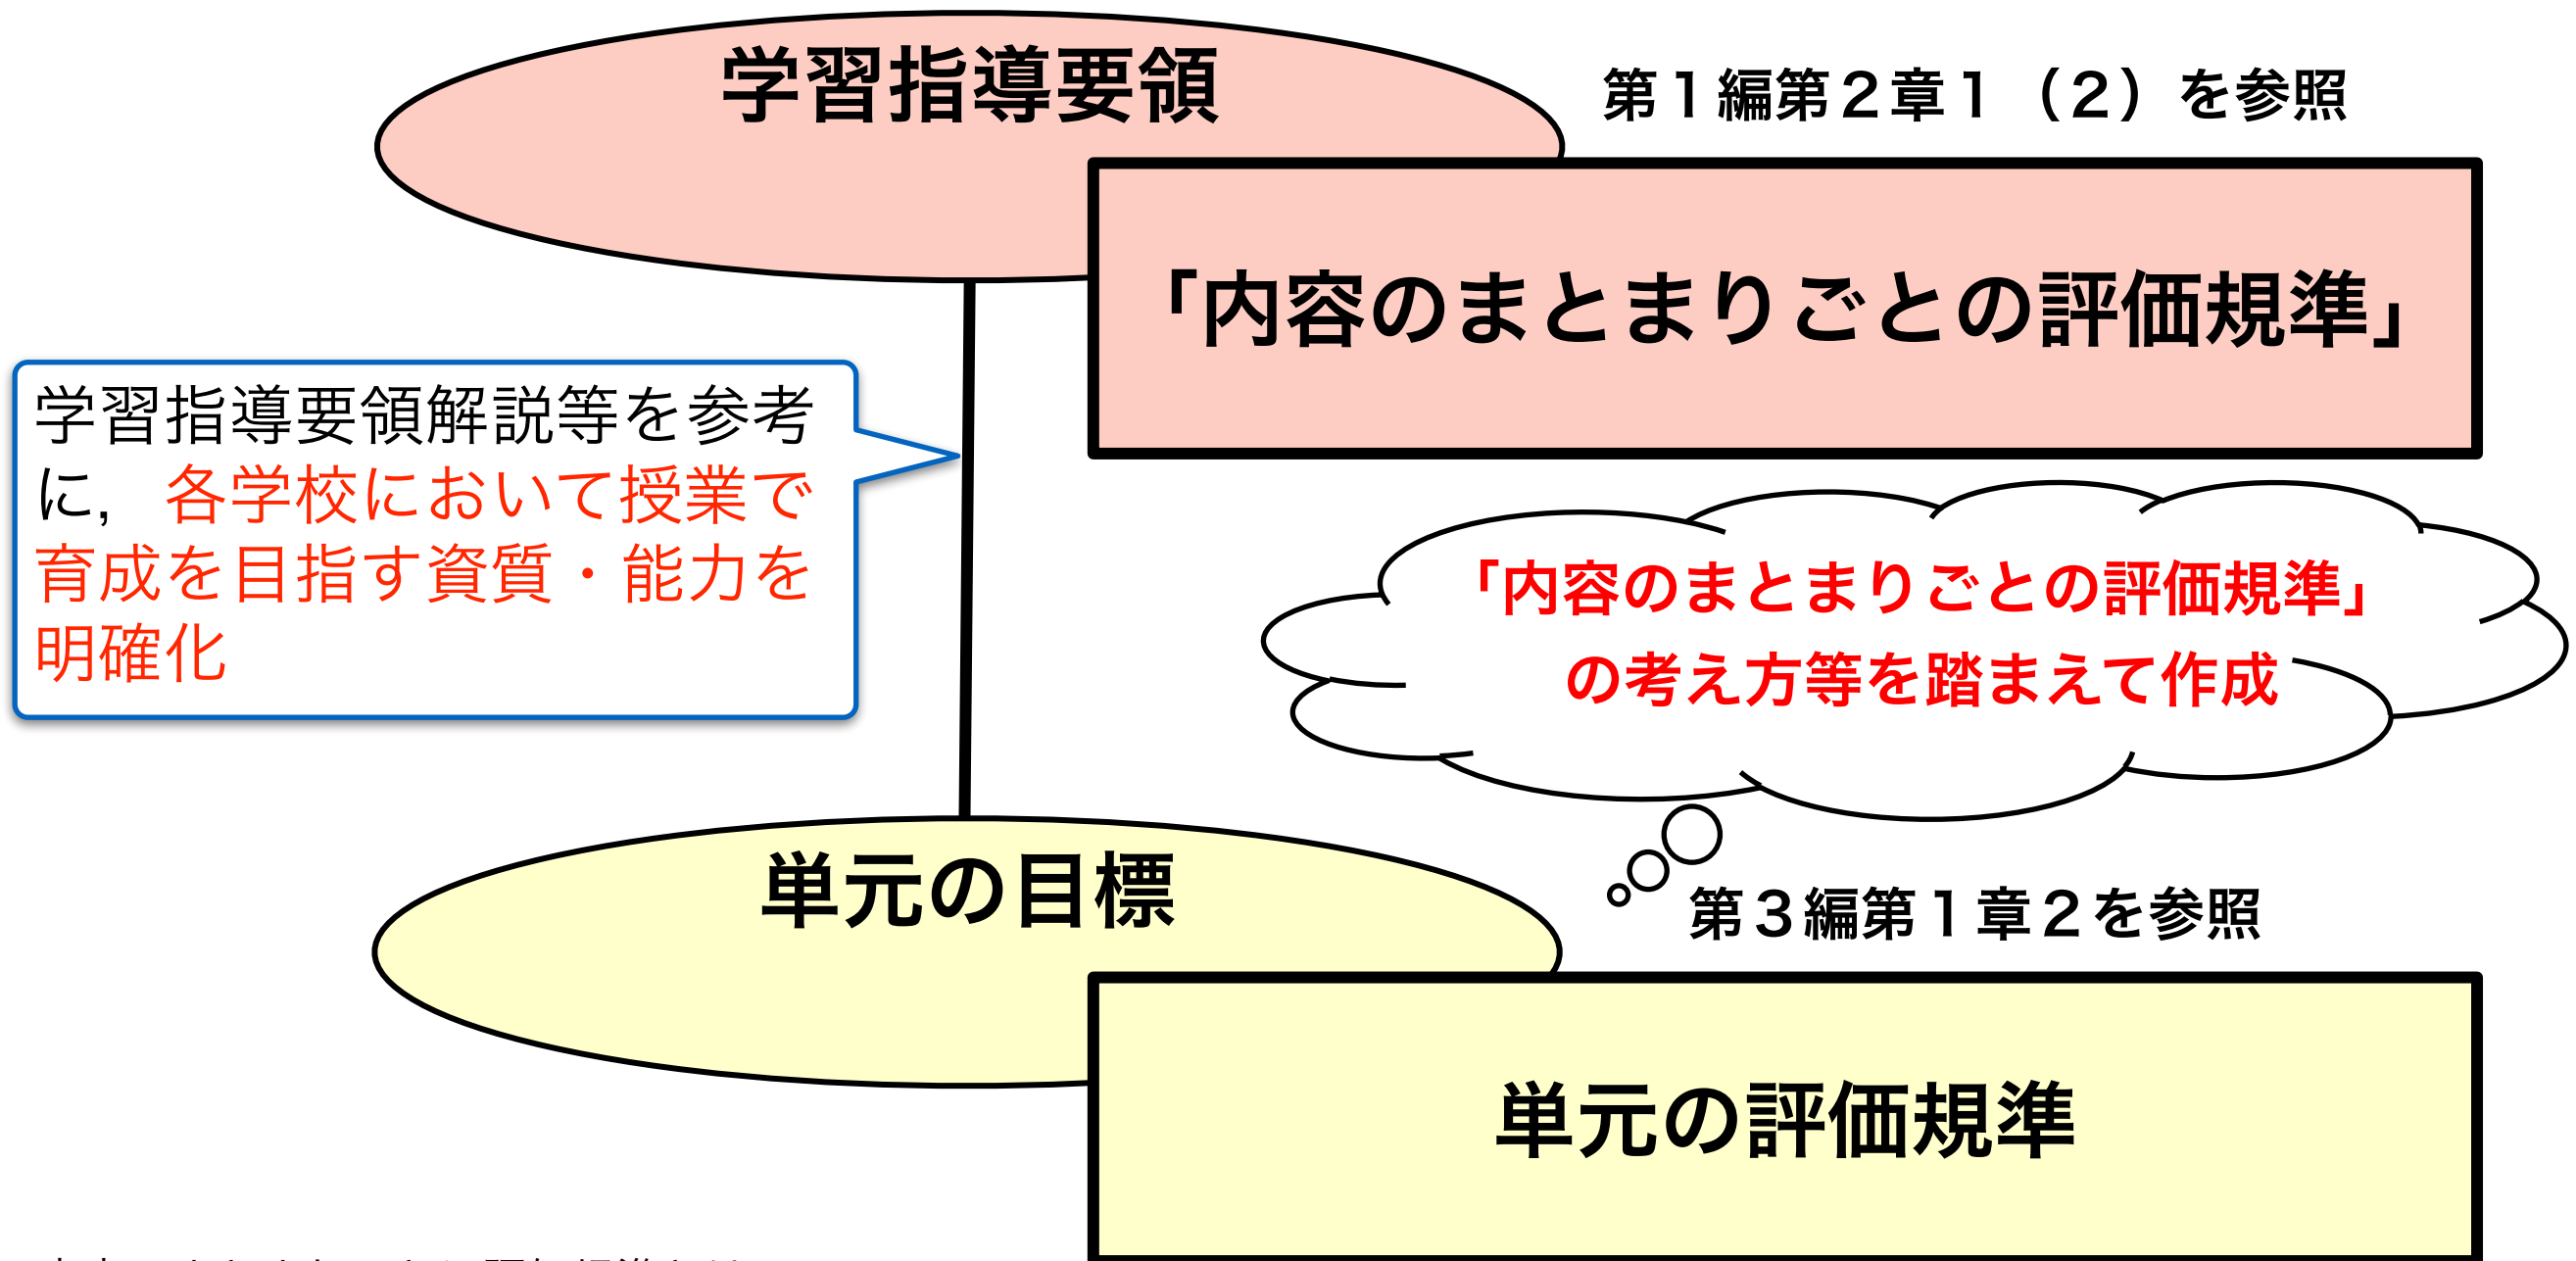 学習指導要領
第１編第２章１（２）を参照
「内容のまとまりごとの評価規準」
学習指導要領解説等を参考
に，各学校において授業で
育成を目指す資質・能力を
明確化
「内容のまとまりごとの評価規準」
の考え方等を踏まえて作成
単元の目標
第３編第１章２を参照
単元の評価規準